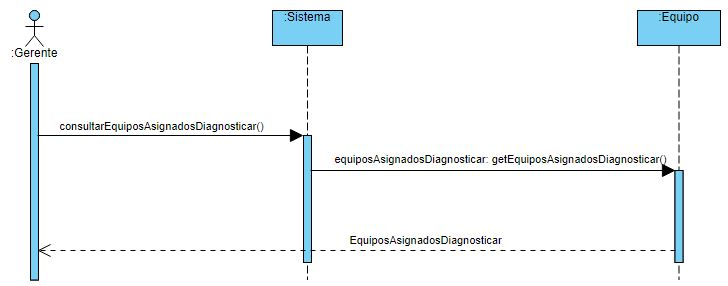 :Gerente
:Sistema
:Equipo
consultarEquiposAsignadosDiagnosticar()
equiposAsignadosDiagnosticar: getEquiposAsignadosDiagnosticar()
EquiposAsignadosDiagnosticar